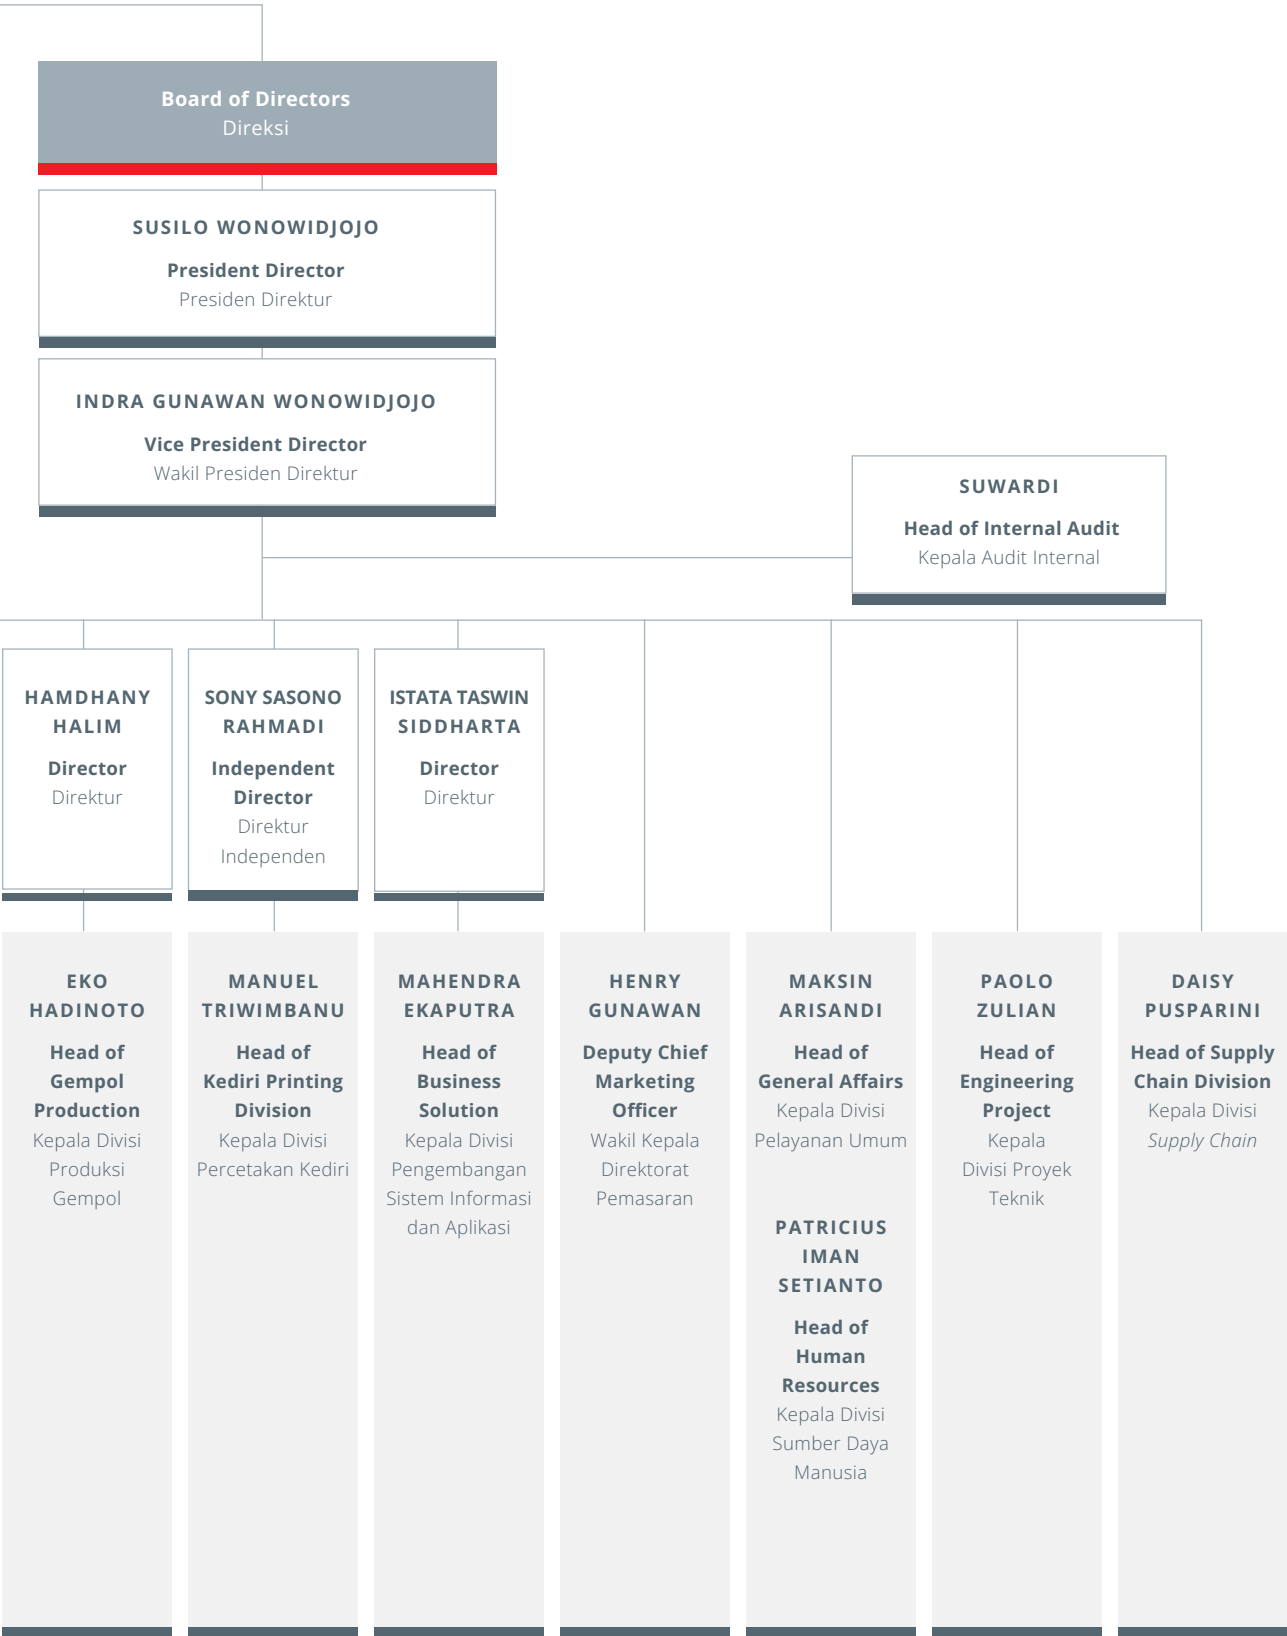 Board of Directors
Direksi
SUSILO WONOWIDJOJO
President Director
Presiden Direktur
INDRA GUNAWAN WONOWIDJOJO
Vice President Director
Wakil Presiden Direktur
SUWARDI
Head of Internal Audit
Kepala Audit Internal
HAMDHANY
HALIM
Director
Direktur
SONY SASONO
RAHMADI
Independent
Director
Direktur
Independen
ISTATA TASWIN
SIDDHARTA
Director
Direktur
EKO
HADINOTO
Head of
Gempol
Production
Kepala Divisi
Produksi
Gempol
MANUEL
TRIWIMBANU
Head of
Kediri Printing
Division
Kepala Divisi
Percetakan Kediri
MAHENDRA
EKAPUTRA
Head of
Business
Solution
Kepala Divisi
Pengembangan
Sistem Informasi
dan Aplikasi
HENRY
GUNAWAN
Deputy Chief
Marketing
Officer
Wakil Kepala
Direktorat
Pemasaran
MAKSIN
ARISANDI
Head of
General Affairs
Kepala Divisi
Pelayanan Umum
PATRICIUS
IMAN
SETIANTO
Head of
Human
Resources
Kepala Divisi
Sumber Daya
Manusia
PAOLO
ZULIAN
Head of
Engineering
Project
Kepala
Divisi Proyek
Teknik
DAISY
PUSPARINI
Head of Supply
Chain Division
Kepala Divisi
Supply Chain